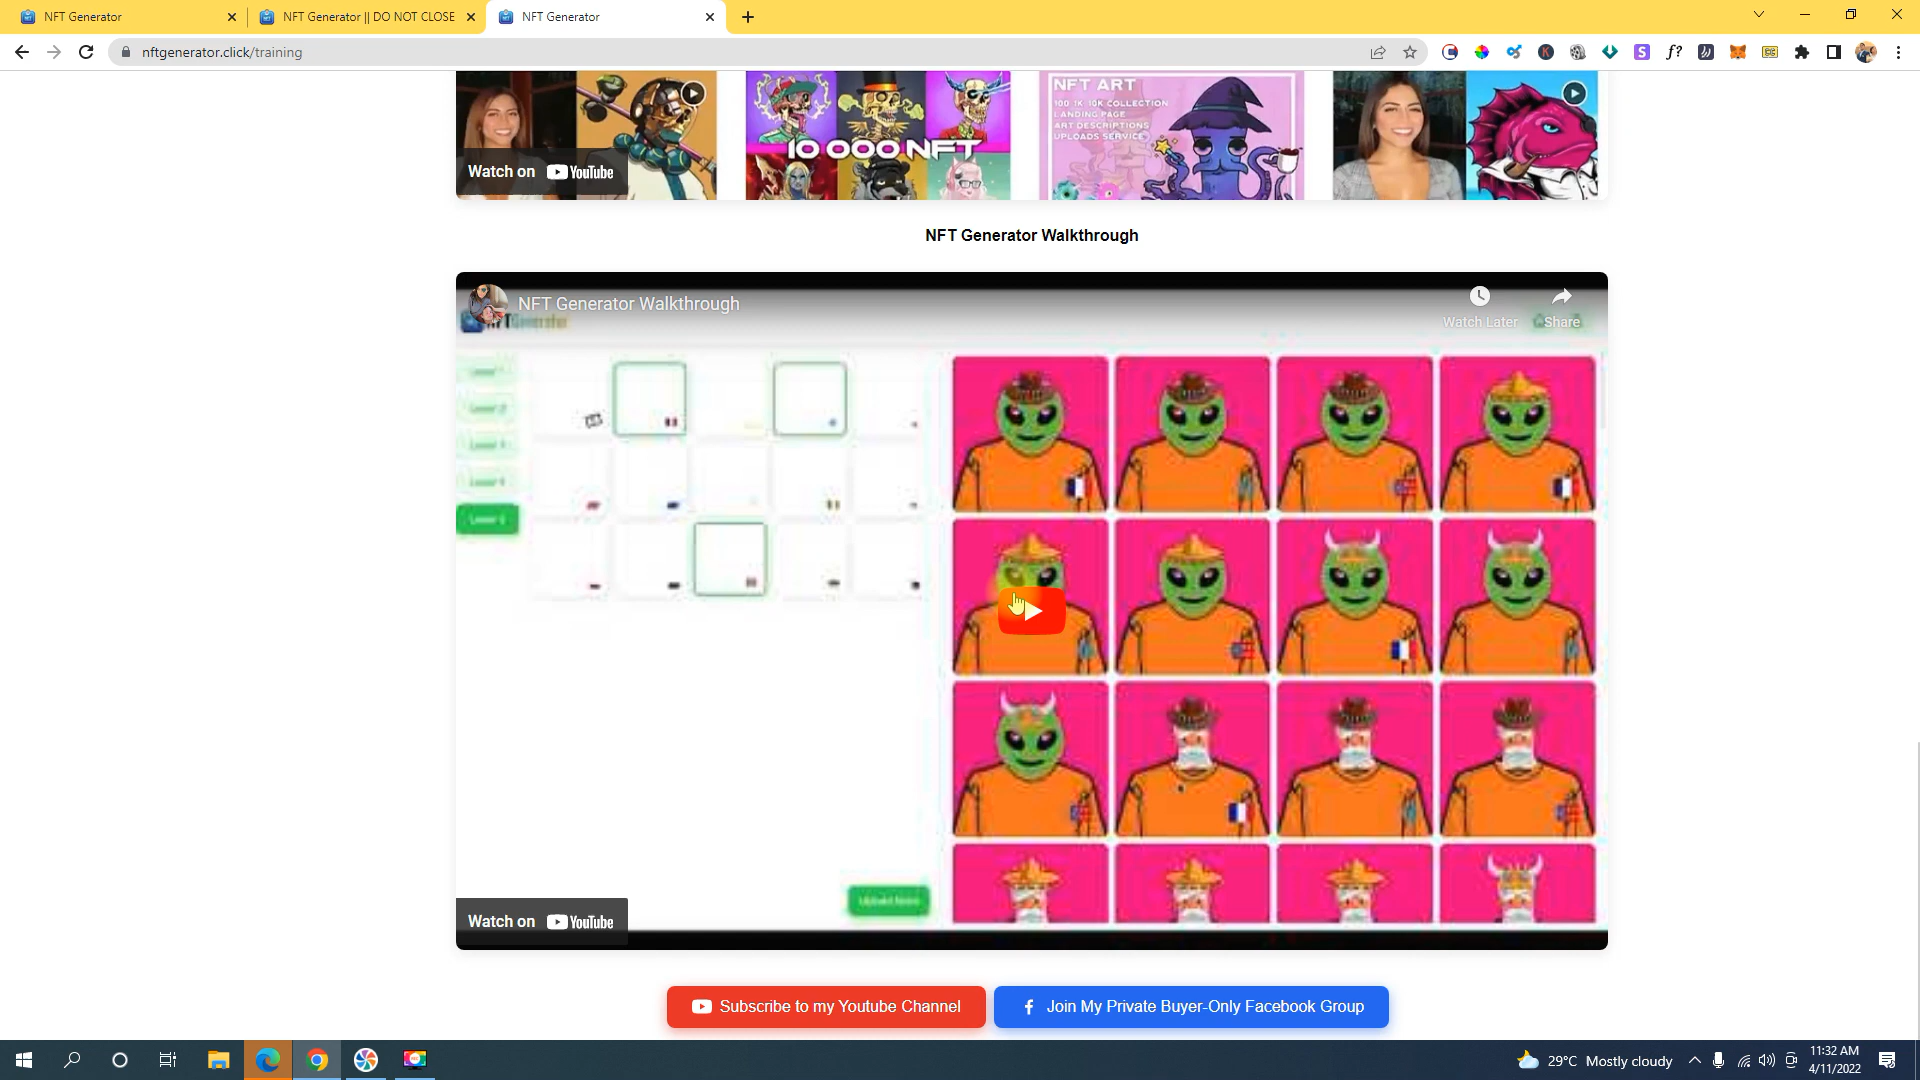 NFT Generator
NFT Generator || DO NOT CLOSE
NFT Generator
nftgenerator.click/training
Watch on YouTube
10 000 NFT
NFT ART
100 1K 10K COLLECTION
LANDING PAGE
ART DESCRIPTIONS
UPLOADS SERVICE
NFT Generator Walkthrough
NFT Generator Walkthrough
Watch Later
Share
NFTGenerator
Watch on YouTube
Subscribe to my Youtube Channel
Join My Private Buyer-Only Facebook Group
29°C Mostly cloudy
11:32 AM
4/11/2022